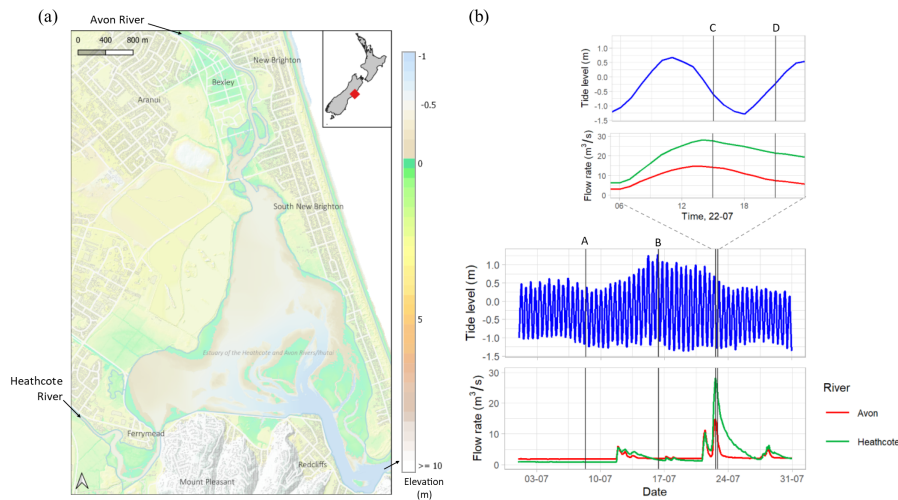 (a)
Avon River
0 400 800 m
New Brighton
Bexley
Aranui
South New Brighton
Estuary of the Heathcote and Avon Rivers/Ihutai
Heathcote
River
Ferrymead
Mount Pleasant
Redcliffs
-1
-0.5
0
5
>= 10
Elevation
(m)
(b)
C D
Tide level (m)
1.0
0.5
0.0
-0.5
-1.0
-1.5
Flow rate (m³/s)
30
20
10
0
06 12 18
Time, 22-07
A B
Tide level (m)
1.0
0.5
0.0
-0.5
-1.0
-1.5
Flow rate (m³/s)
30
20
10
0
03-07 10-07 17-07 24-07 31-07
Date
River
Avon
Heathcote